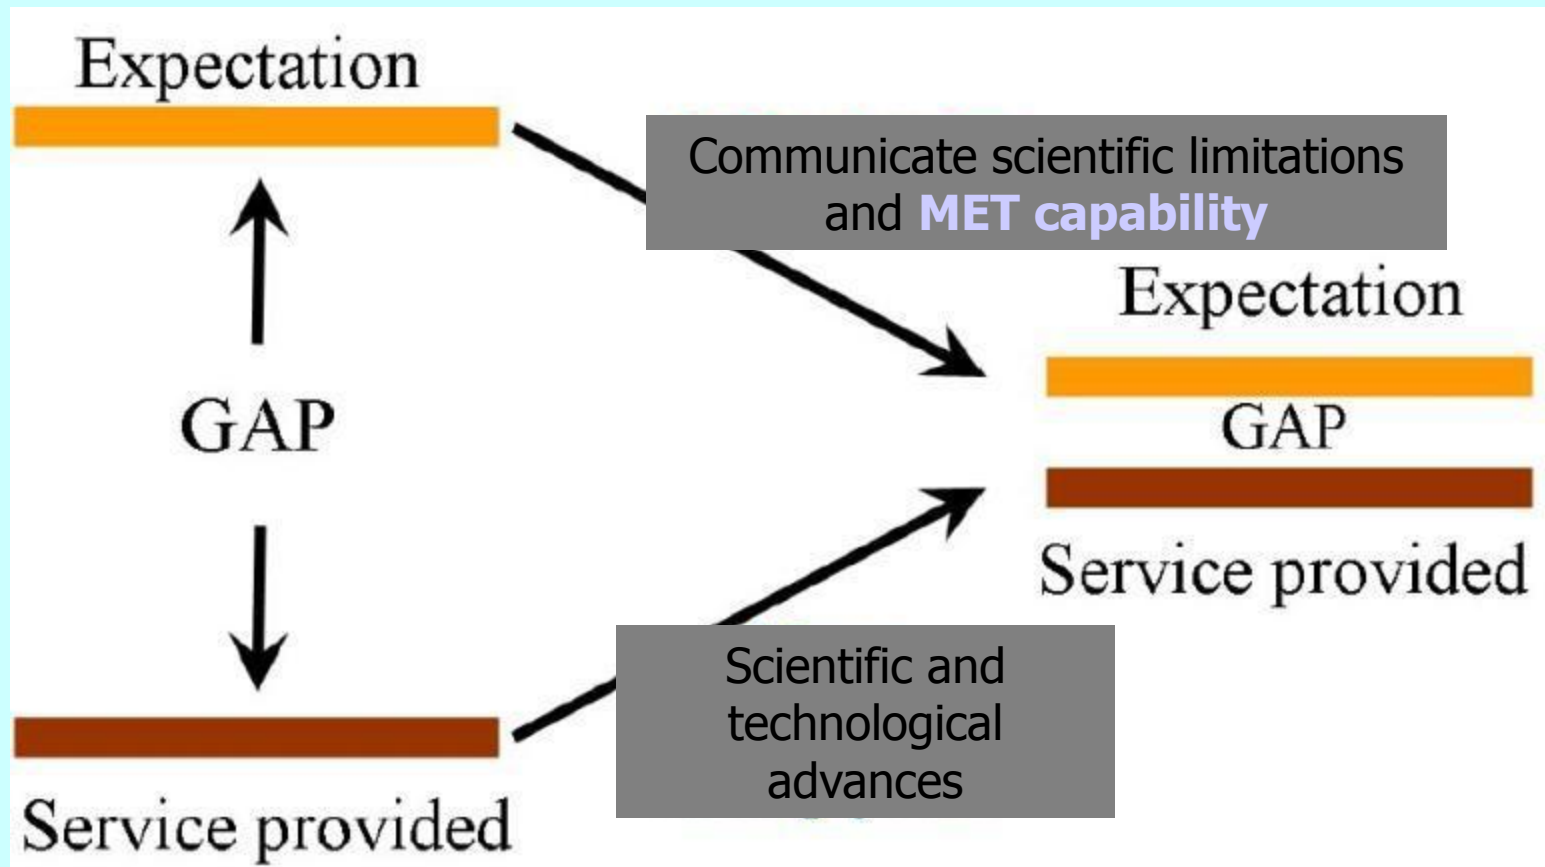 Expectation
Communicate scientific limitations
and MET capability
Expectation
GAP
GAP
Service provided
Scientific and
technological
advances
Service provided